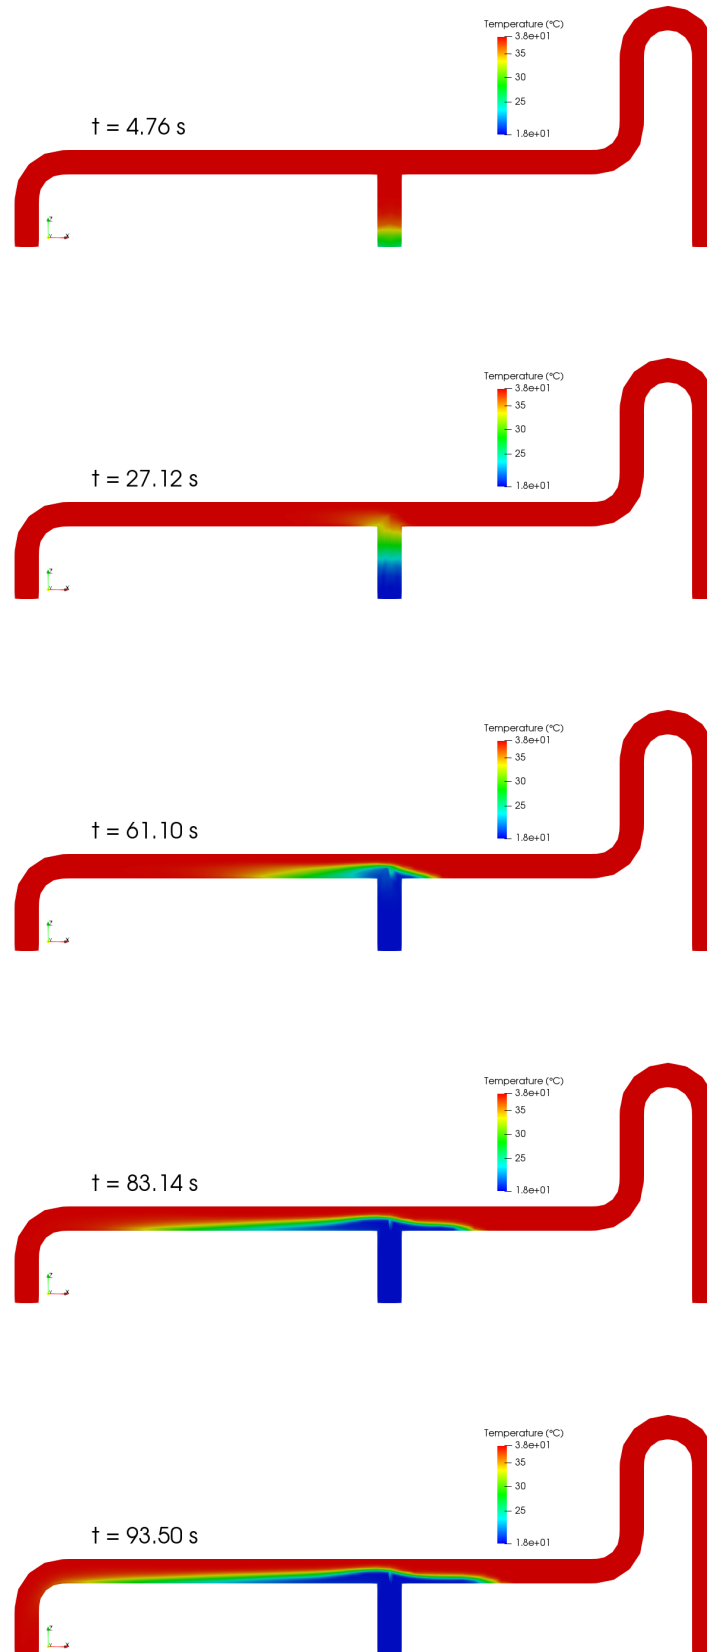 Temperature (°C)
3.8e+01
35
30
25
1.8e+01
t = 4.76 s
Z
Y
X
Temperature (°C)
3.8e+01
35
30
25
1.8e+01
t = 27.12 s
Z
Y
X
Temperature (°C)
3.8e+01
35
30
25
1.8e+01
t = 61.10 s
Z
Y
X
Temperature (°C)
3.8e+01
35
30
25
1.8e+01
t = 83.14 s
Z
Y
X
Temperature (°C)
3.8e+01
35
30
25
1.8e+01
t = 93.50 s
Z
Y
X